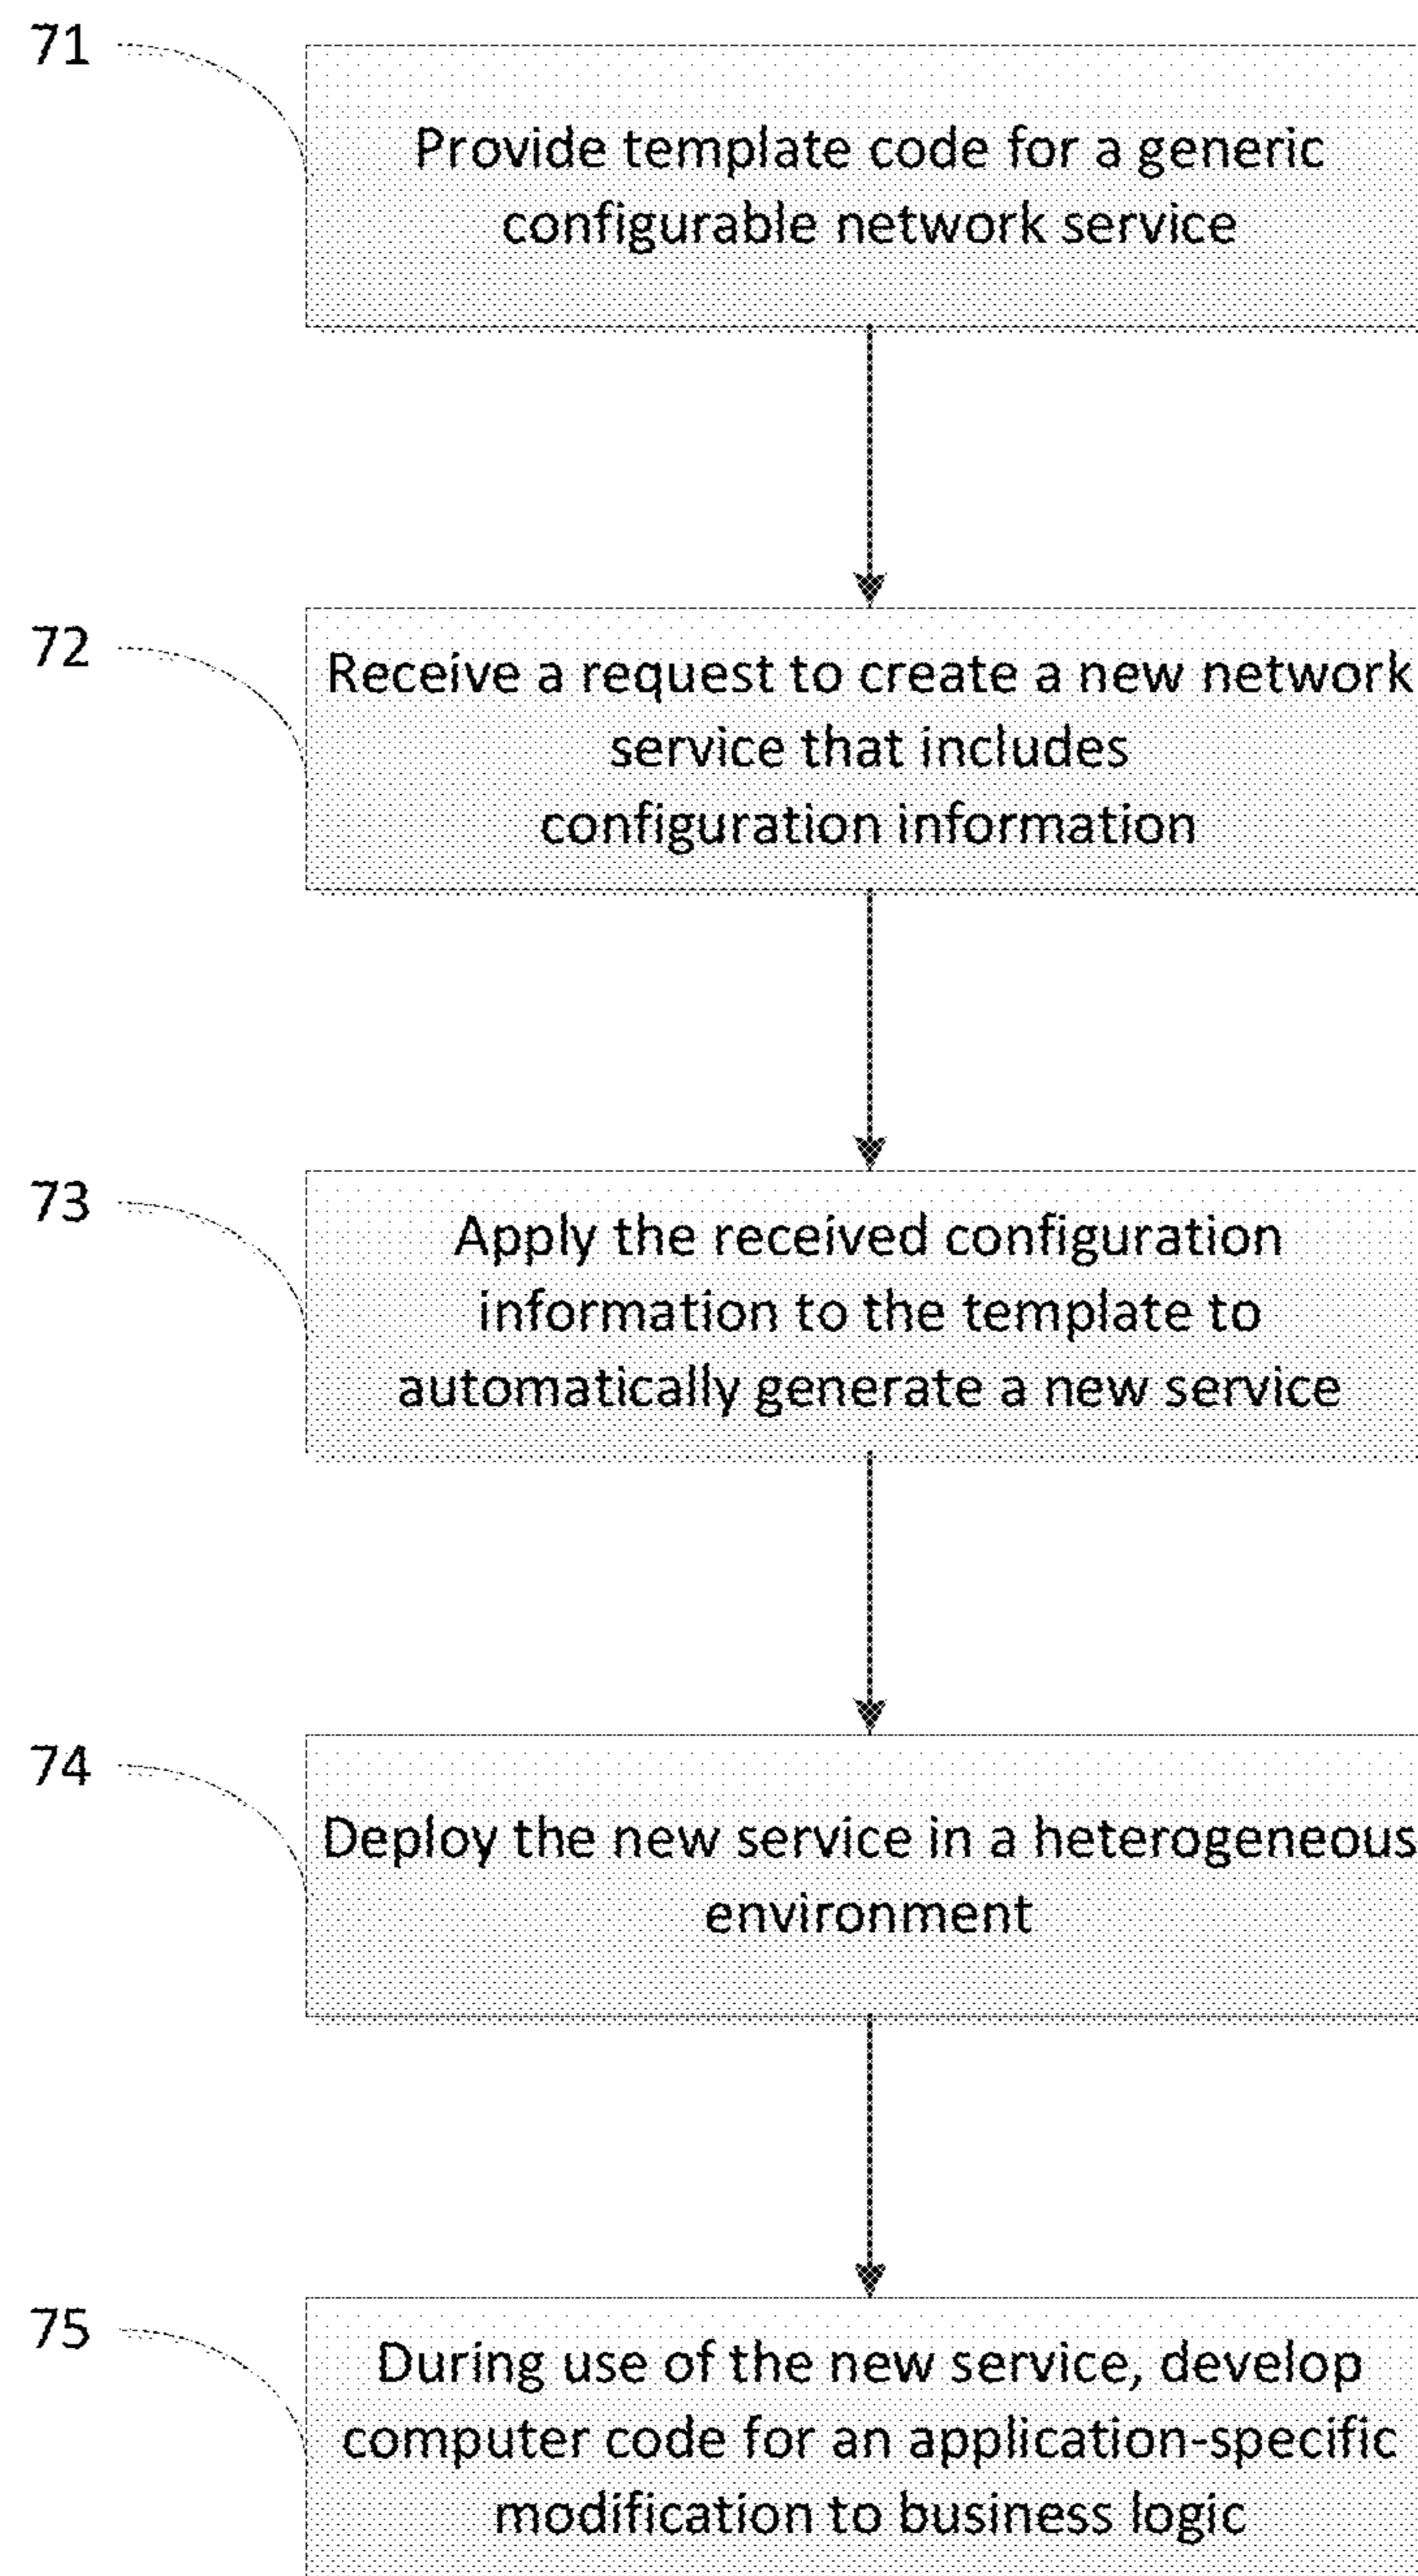 71
Provide template code for a generic
configurable network service
72
Receive a request to create a new network
service that includes
configuration information
73
Apply the received configuration
information to the template to
automatically generate a new service
74
Deploy the new service in a heterogeneous
environment
75
During use of the new service, develop
computer code for an application-specific
modification to business logic